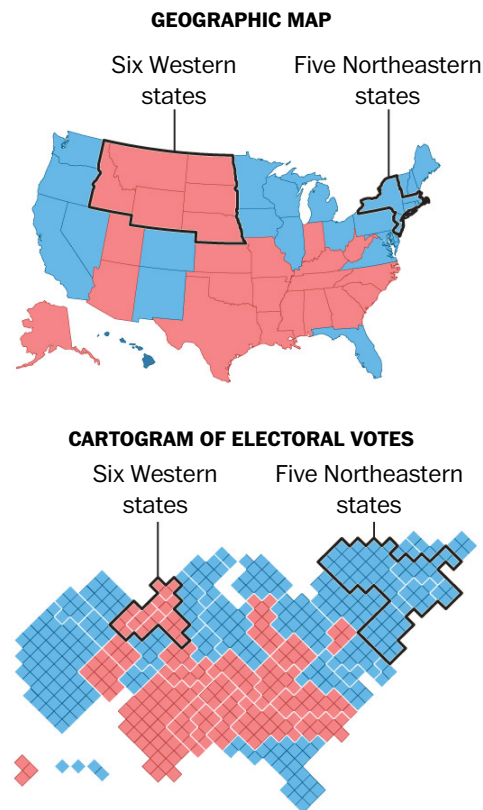 GEOGRAPHIC MAP
Six Western Five Northeastern
states states
CARTOGRAM OF ELECTORAL VOTES
Six Western Five Northeastern
states states